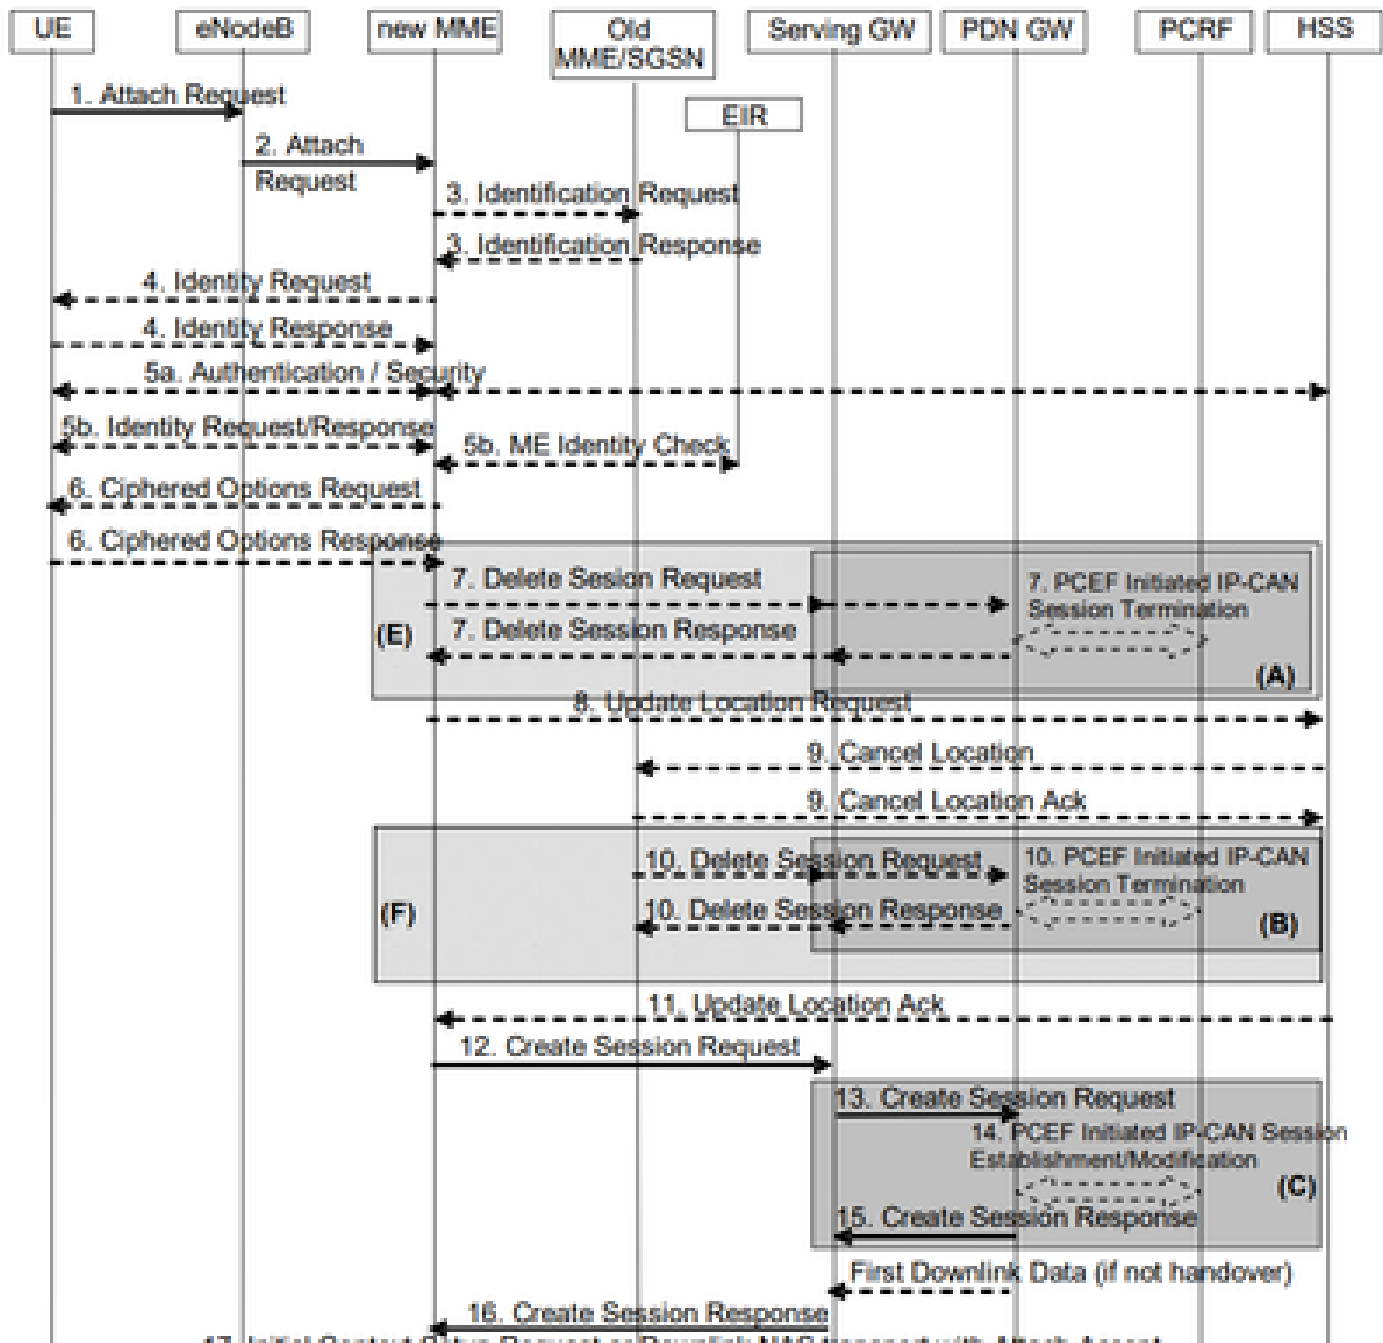 UE
eNodeB
new MME
Old
MME/SGSN
Serving GW
PDN GW
PCRF
HSS
EIR
1. Attach Request
2. Attach
Request
3. Identification Request
3. Identification Response
4. Identity Request
4. Identity Response
5a. Authentication / Security
5b. Identity Request/Response
5b. ME Identity Check
6. Ciphered Options Request
6. Ciphered Options Response
7. Delete Sesion Request
7. PCEF Initiated IP-CAN
Session Termination
7. Delete Session Response
(E)
(A)
8. Update Location Request
9. Cancel Location
9. Cancel Location Ack
10. Delete Session Request
10. PCEF Initiated IP-CAN
Session Termination
10. Delete Session Response
(F)
(B)
11. Update Location Ack
12. Create Session Request
13. Create Session Request
14. PCEF Initiated IP-CAN Session
Establishment/Modification
(C)
15. Create Session Response
First Downlink Data (if not handover)
16. Create Session Response